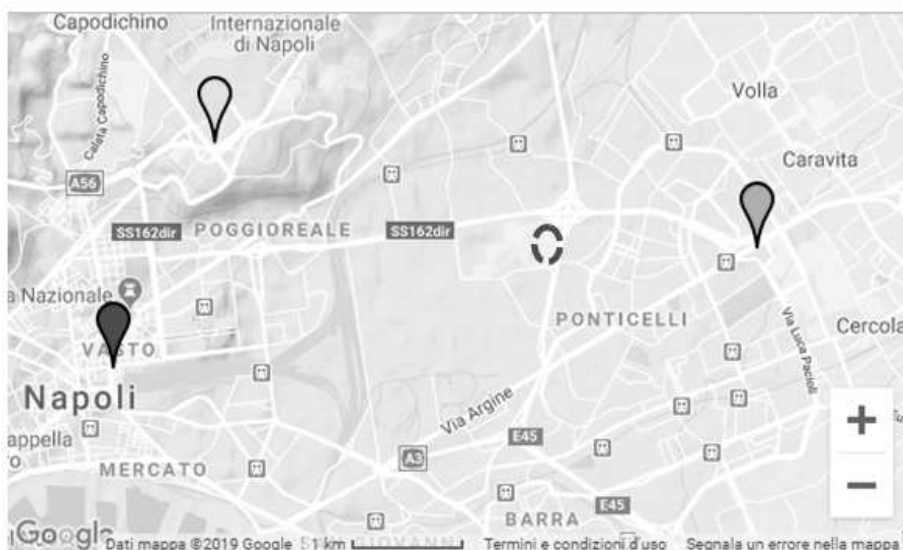 Capodichino
Internazionale
di Napoli
Calata Capodichino
Volla
Caravita
A56
SS162dir
POGGIOREALE
SS162dir
a Nazionale
PONTICELLI
Cercola
VASTO
Via Luca Pacioli
Napoli
Via Argine
+
appella
E45
MERCATO
A3
−
E45
BARRA
Google
Dati mappa ©2019 Google
1 km
Termini e condizioni d'uso
Segnala un errore nella mappa